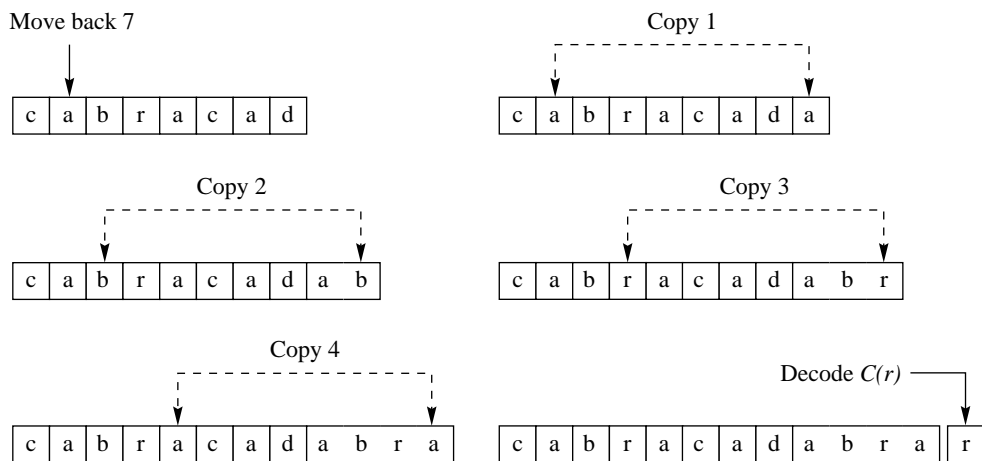 Move back 7
c a b r a c a d
Copy 1
c a b r a c a d a
Copy 2
c a b r a c a d a b
Copy 3
c a b r a c a d a b r
Copy 4
c a b r a c a d a b r a
Decode C(r)
c a b r a c a d a b r a r